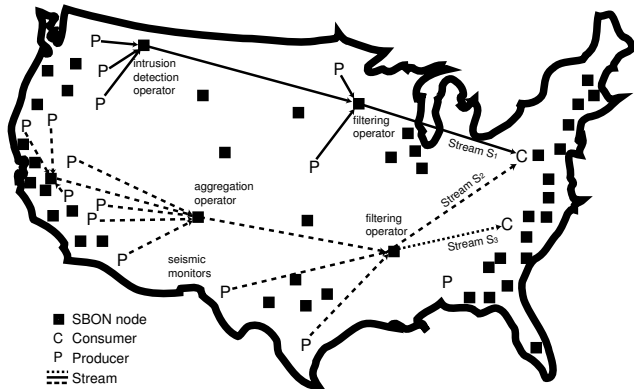 P
P
P
P
intrusion
detection
operator
P
P
filtering
operator
Stream S1
C
P
P
P
P
P
P
P
aggregation
operator
Stream S2
filtering
operator
C
Stream S3
seismic
monitors
P
P
P
SBON node
C Consumer
P Producer
Stream